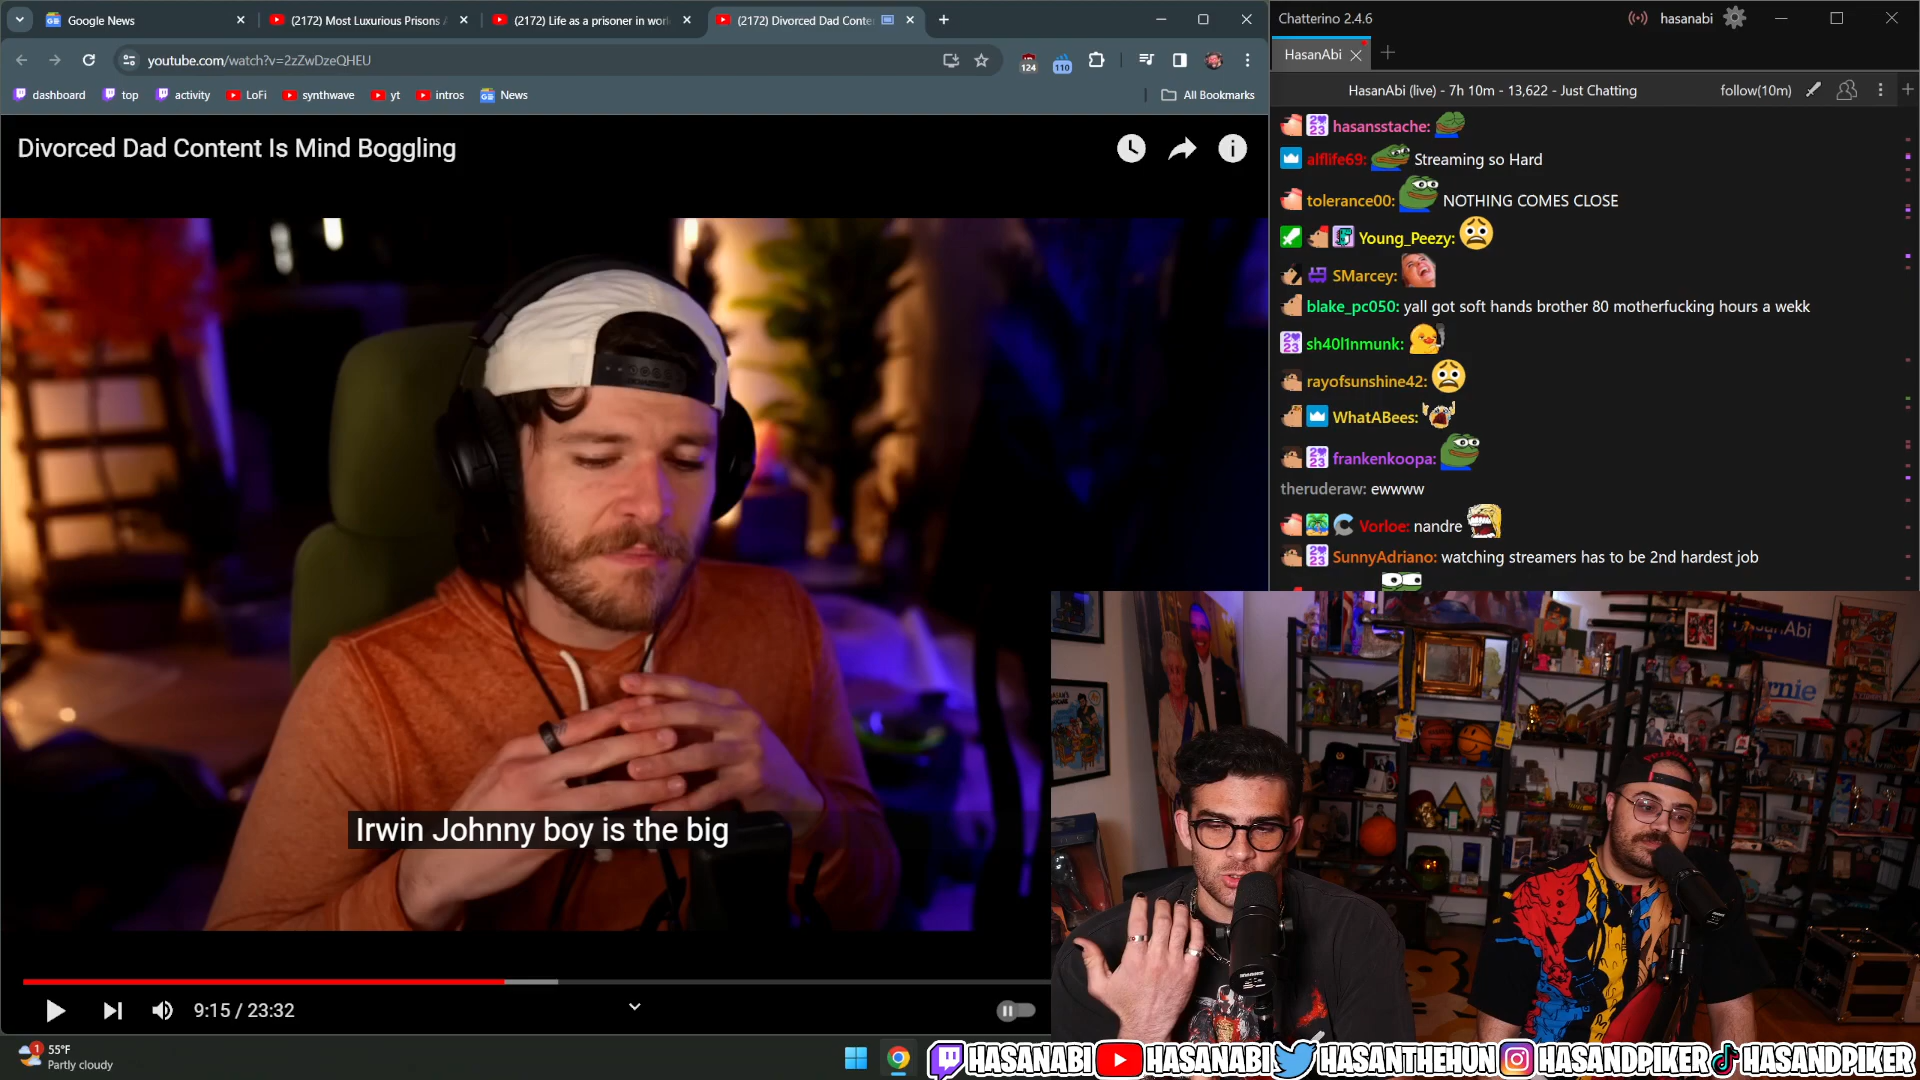 Google News
(2172) Most Luxurious Prisons A
(2172) Life as a prisoner in wor
(2172) Divorced Dad Conte
Chatterino 2.4.6
hasanabi
HasanAbi
youtube.com/watch?v=2zZwDzeQHEU
124
110
dashboard
top
activity
LoFi
synthwave
yt
intros
News
All Bookmarks
HasanAbi (live) - 7h 10m - 13,622 - Just Chatting
follow(10m)
Divorced Dad Content Is Mind Boggling
hasansstache:
alflife69: Streaming so Hard
tolerance00: NOTHING COMES CLOSE
Young_Peezy:
SMarcey:
blake_pc050: yall got soft hands brother 80 motherfucking hours a wekk
sh40l1nmunk:
rayofsunshine42:
WhatABees:
frankenkoopa:
theruderaw: ewwww
Vorloe: nandre
SunnyAdriano: watching streamers has to be 2nd hardest job
Irwin Johnny boy is the big
9:15 / 23:32
1
55°F
Partly cloudy
HASANABI
HASANABI
HASANTHEHUN
HASANDPIKER
HASANDPIKER